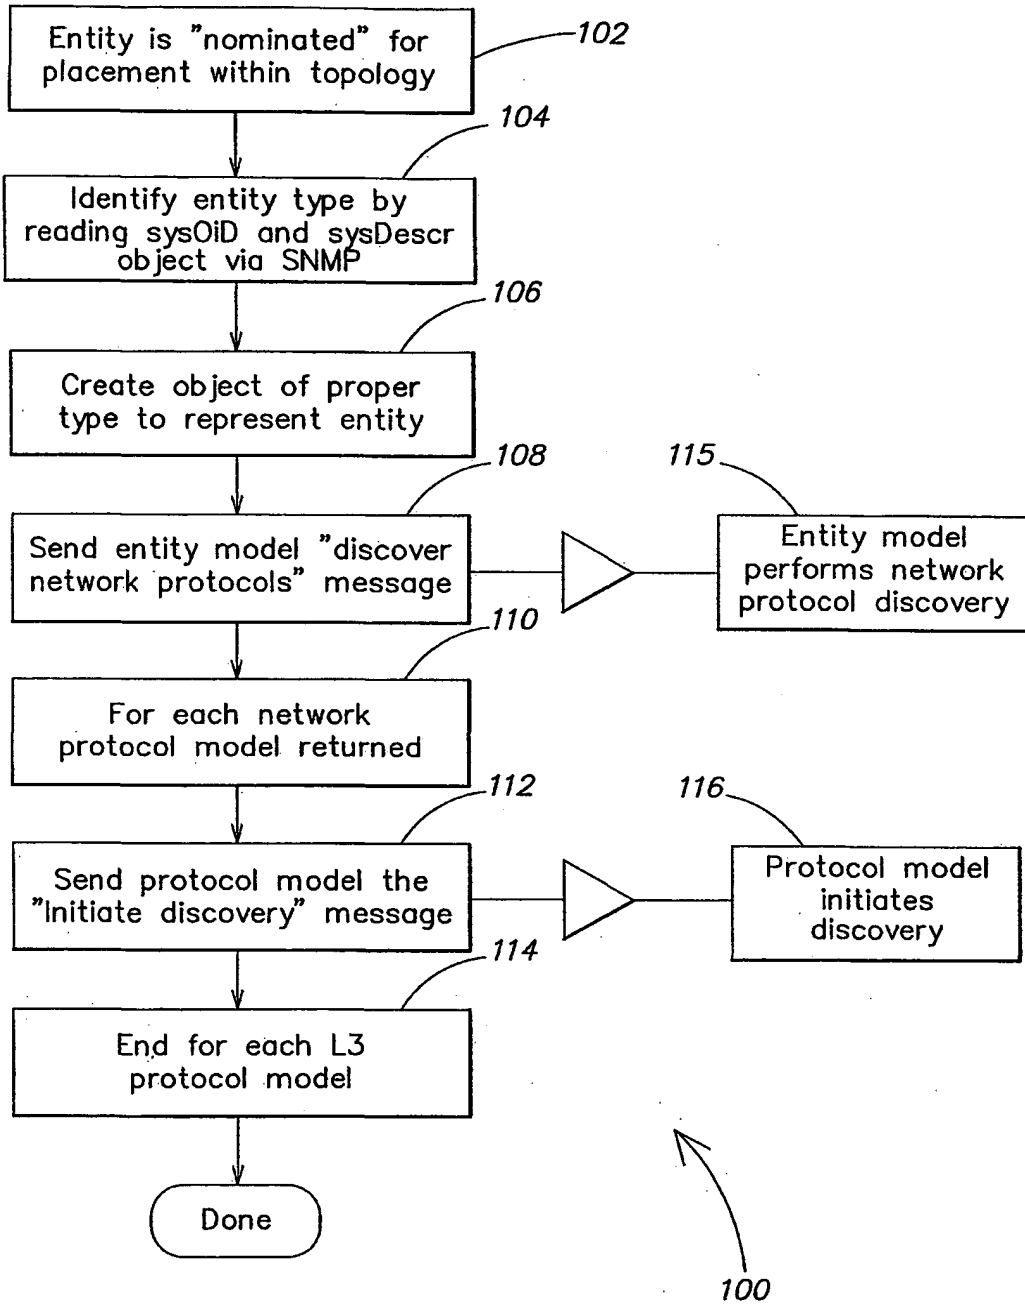 Entity is "nominated" for
placement within topology
102
104
Identify entity type by
reading sysOiD and sysDescr
object via SNMP
106
Create object of proper
type to represent entity
108
Send entity model "discover
network protocols" message
115
Entity model
performs network
protocol discovery
110
For each network
protocol model returned
112
Send protocol model the
"Initiate discovery" message
116
Protocol model
initiates
discovery
114
End for each L3
protocol model
Done
100